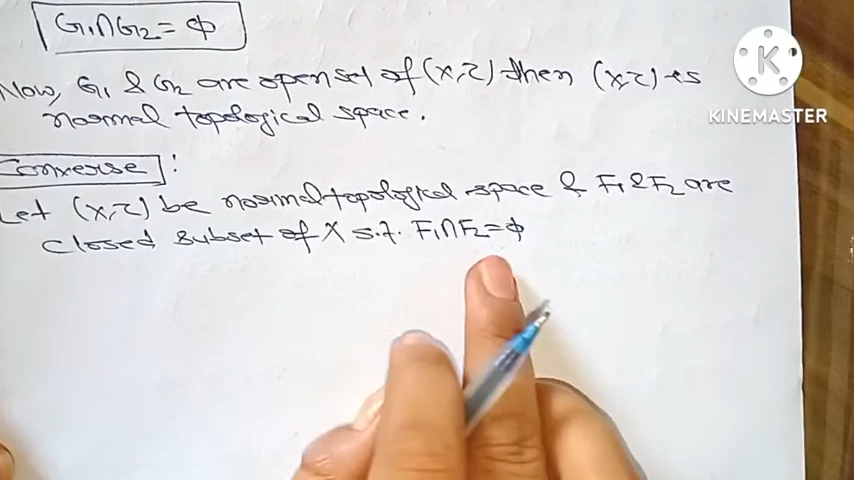 G₁∩G₂ = ϕ
Now, G₁ & G₂ are open set of (X,τ) then (X,τ) is
normal topological space.
Converse :
Let (X,τ) be normal topological space & F₁ & F₂ are
closed subset of X s.t. F₁∩F₂=ϕ
K
KINEMASTER